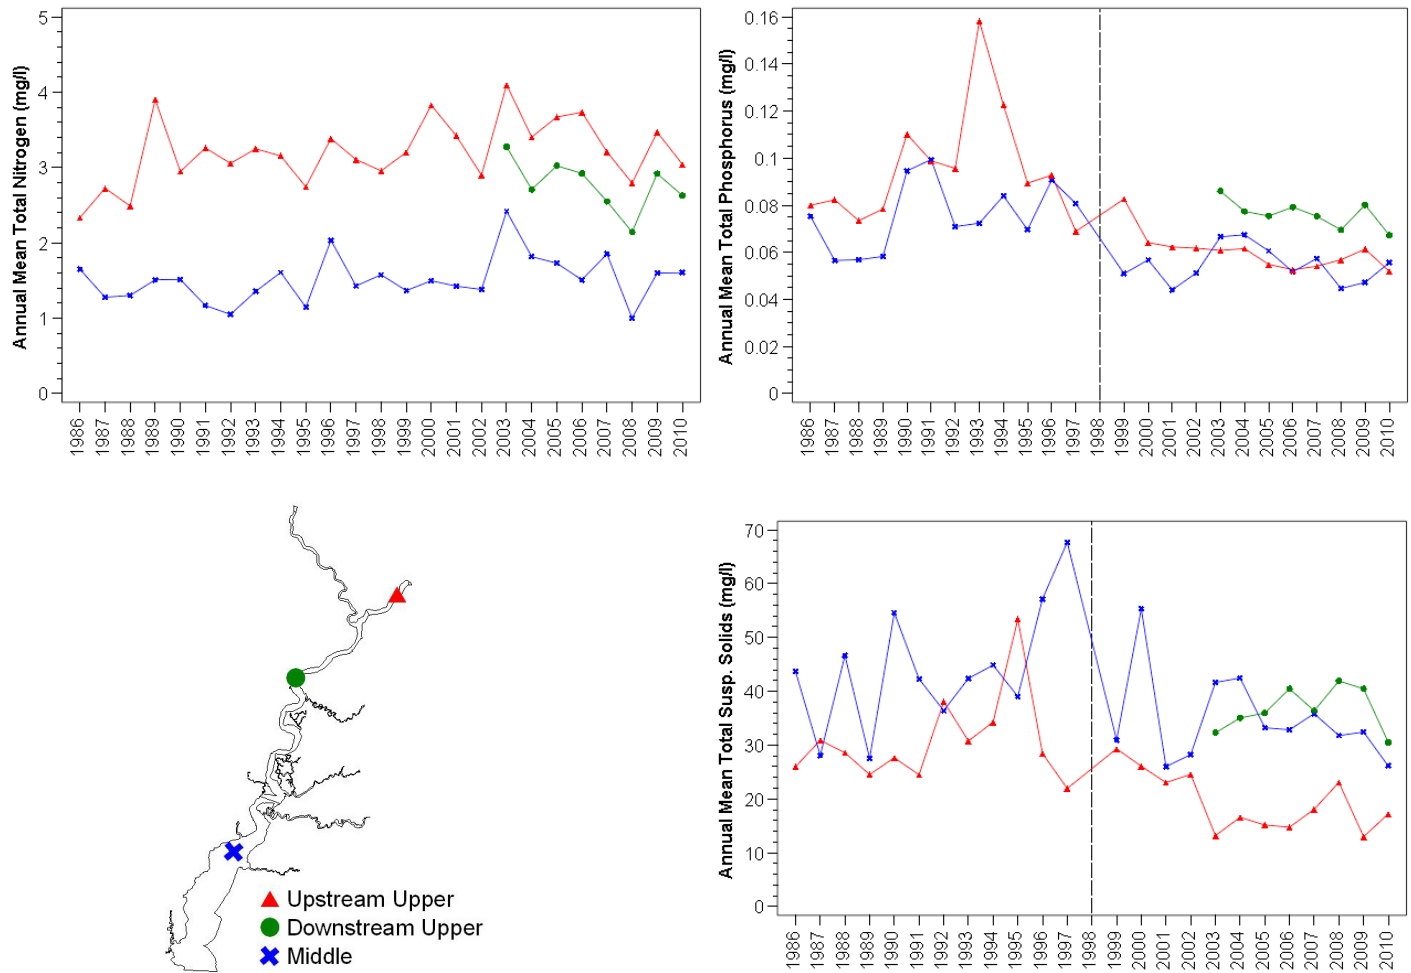 Annual Mean Total Nitrogen (mg/l)
5
4
3
2
1
0
1986 1987 1988 1989 1990 1991 1992 1993 1994 1995 1996 1997 1998 1999 2000 2001 2002 2003 2004 2005 2006 2007 2008 2009 2010
Annual Mean Total Phosphorus (mg/l)
0.16
0.14
0.12
0.1
0.08
0.06
0.04
0.02
0
1986 1987 1988 1989 1990 1991 1992 1993 1994 1995 1996 1997 1998 1999 2000 2001 2002 2003 2004 2005 2006 2007 2008 2009 2010
Upstream Upper
Downstream Upper
Middle
Annual Mean Total Susp. Solids (mg/l)
70
60
50
40
30
20
10
0
1986 1987 1988 1989 1990 1991 1992 1993 1994 1995 1996 1997 1998 1999 2000 2001 2002 2003 2004 2005 2006 2007 2008 2009 2010